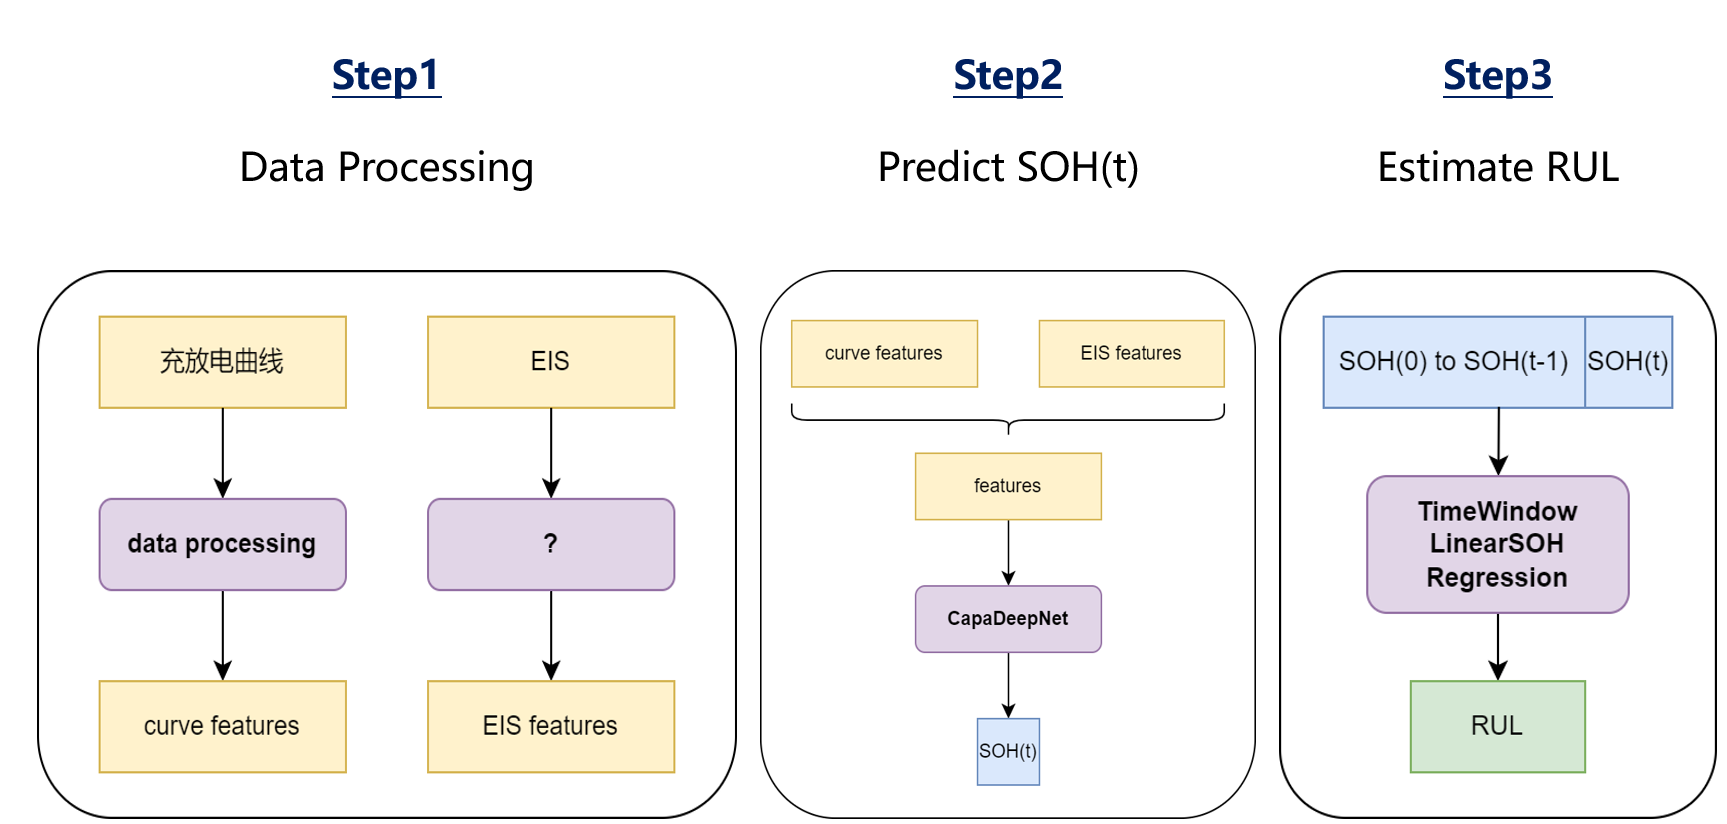 Step1
Data Processing
充放电曲线
EIS
data processing
?
curve features
EIS features
Step2
Predict SOH(t)
curve features
EIS features
features
CapaDeepNet
SOH(t)
Step3
Estimate RUL
SOH(0) to SOH(t-1)
SOH(t)
TimeWindow
LinearSOH
Regression
RUL